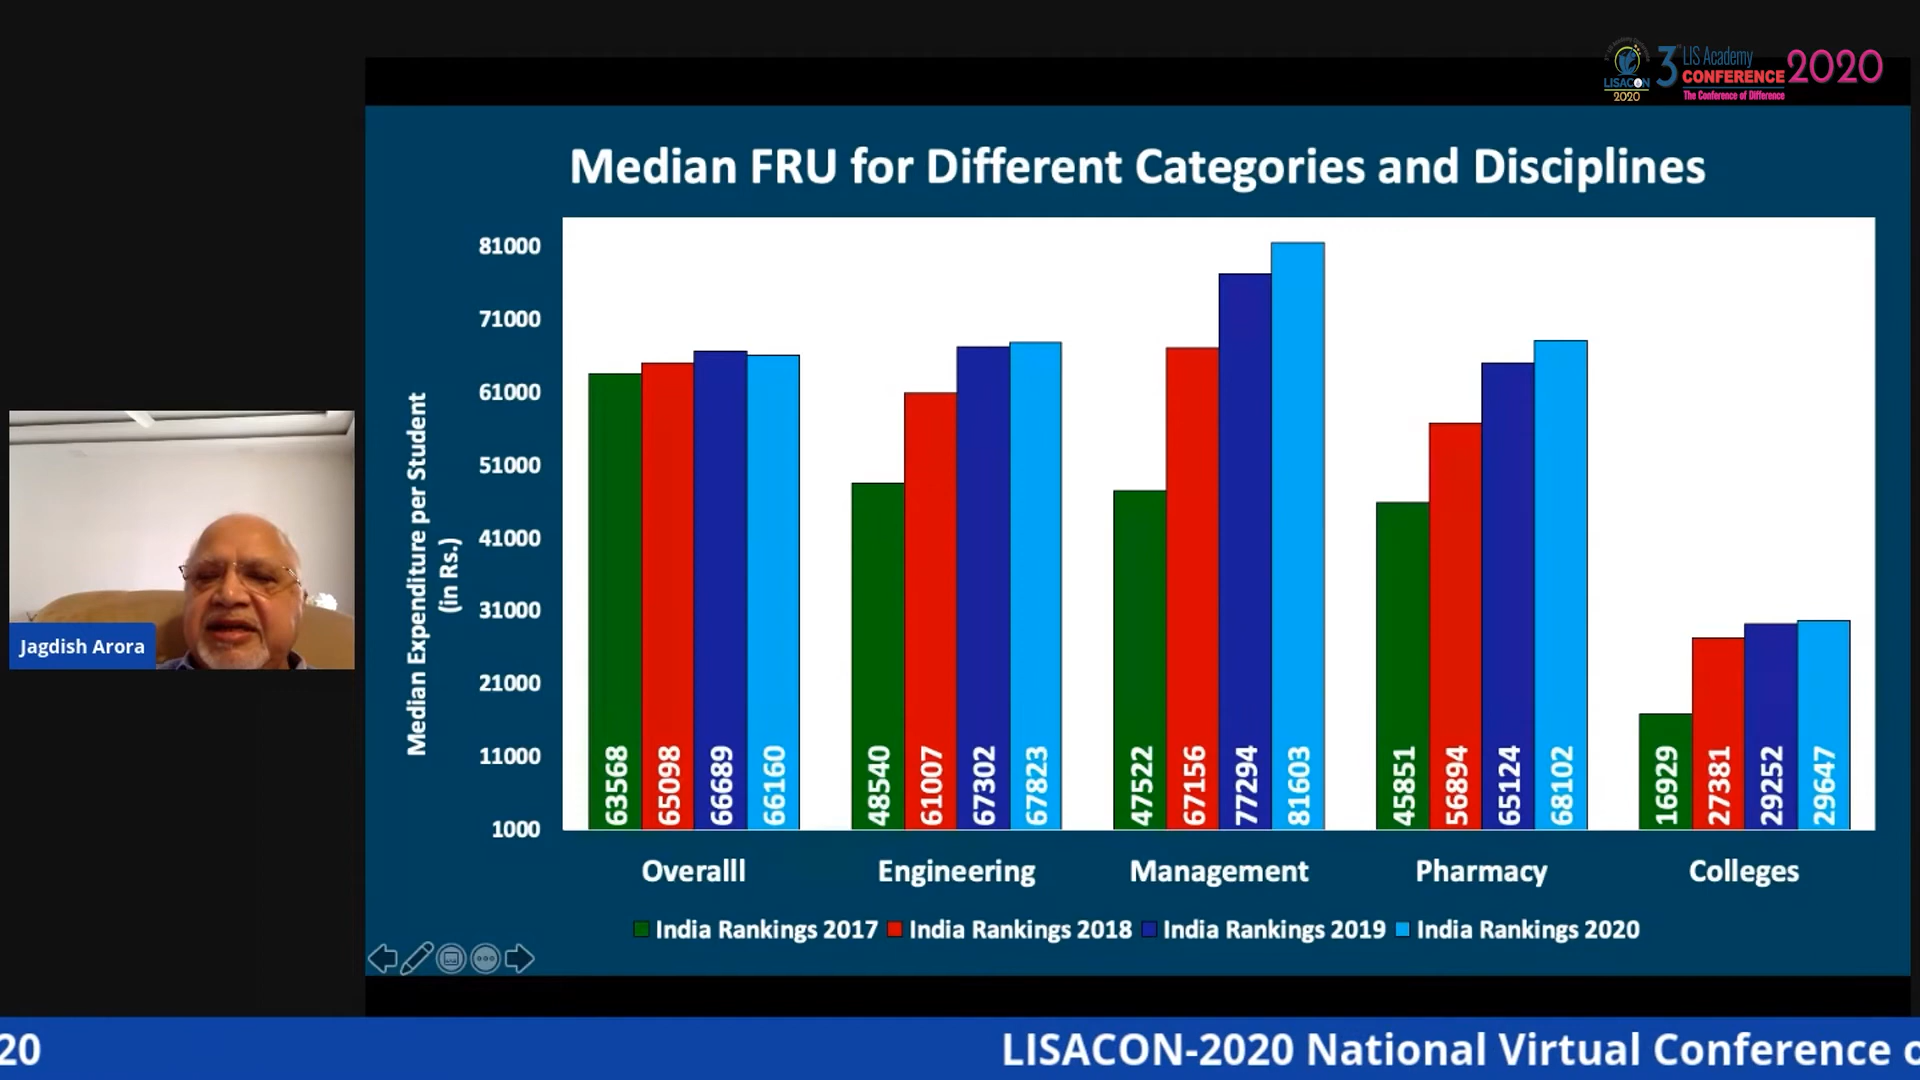 3rd LIS Academy
CONFERENCE 2020
The Conference of Difference
LISACON
2020
Median FRU for Different Categories and Disciplines
Median Expenditure per Student
(in Rs.)
81000
71000
61000
51000
41000
31000
21000
11000
1000
63568 65098 66689 66160
48540 61007 67302 67823
47522 67156 77294 81603
45851 56894 65124 68102
16929 27381 29252 29647
Overalll Engineering Management Pharmacy Colleges
India Rankings 2017 India Rankings 2018 India Rankings 2019 India Rankings 2020
Jagdish Arora
20 LISACON-2020 National Virtual Conference o